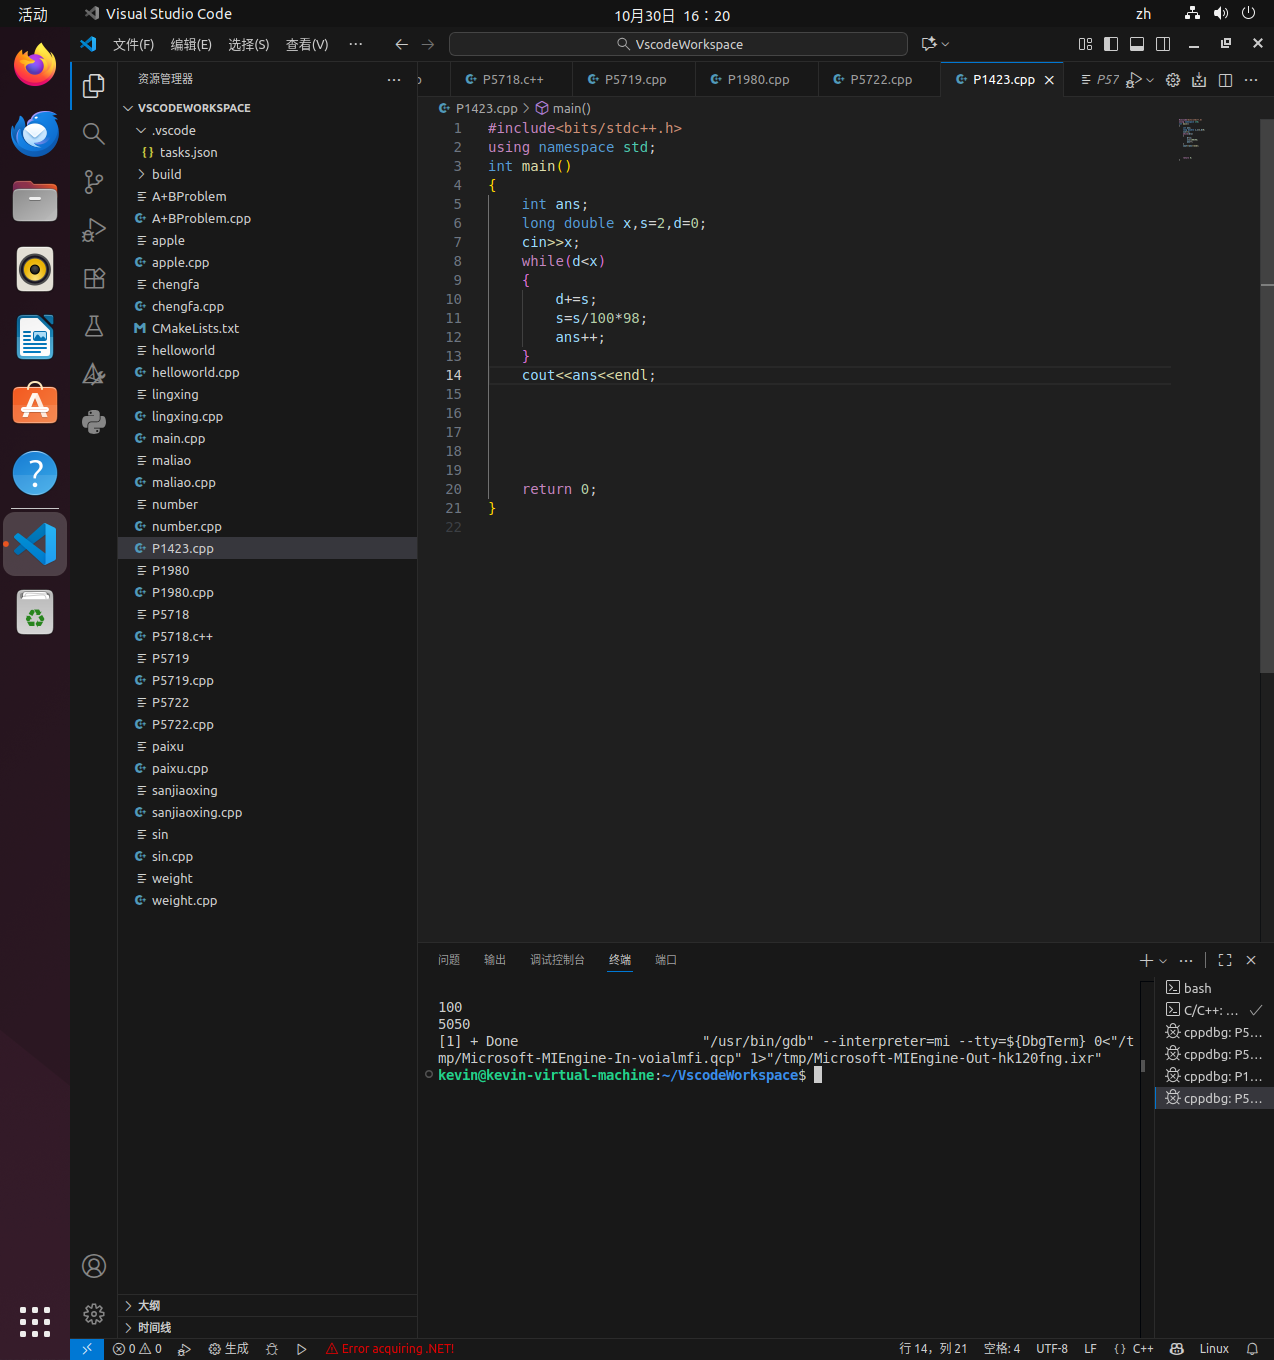 活动
Visual Studio Code
10月30日 16：20
zh
文件(F) 编辑(E) 选择(S) 查看(V) ···
VscodeWorkspace
资源管理器
VSCODEWORKSPACE
.vscode
tasks.json
build
A+BProblem
A+BProblem.cpp
apple
apple.cpp
chengfa
chengfa.cpp
CMakeLists.txt
helloworld
helloworld.cpp
lingxing
lingxing.cpp
main.cpp
maliao
maliao.cpp
number
number.cpp
P1423.cpp
P1980
P1980.cpp
P5718
P5718.c++
P5719
P5719.cpp
P5722
P5722.cpp
paixu
paixu.cpp
sanjiaoxing
sanjiaoxing.cpp
sin
sin.cpp
weight
weight.cpp
大纲
时间线
P5718.c++ P5719.cpp P1980.cpp P5722.cpp P1423.cpp P57
P1423.cpp > main()
1 #include<bits/stdc++.h>
2 using namespace std;
3 int main()
4 {
5 int ans;
6 long double x,s=2,d=0;
7 cin>>x;
8 while(d<x)
9 {
10 d+=s;
11 s=s/100*98;
12 ans++;
13 }
14 cout<<ans<<endl;
15
16
17
18
19
20 return 0;
21 }
22
问题 输出 调试控制台 终端 端口
100
5050
[1] + Done "/usr/bin/gdb" --interpreter=mi --tty=${DbgTerm} 0<"/t
mp/Microsoft-MIEngine-In-voialmfi.qcp" 1>"/tmp/Microsoft-MIEngine-Out-hk120fng.ixr"
kevin@kevin-virtual-machine:~/VscodeWorkspace$
bash
C/C++: ...
cppdbg: P5...
cppdbg: P5...
cppdbg: P1...
cppdbg: P5...
0 0 生成 Error acquiring .NET!
行 14，列 21 空格: 4 UTF-8 LF {} C++ Linux